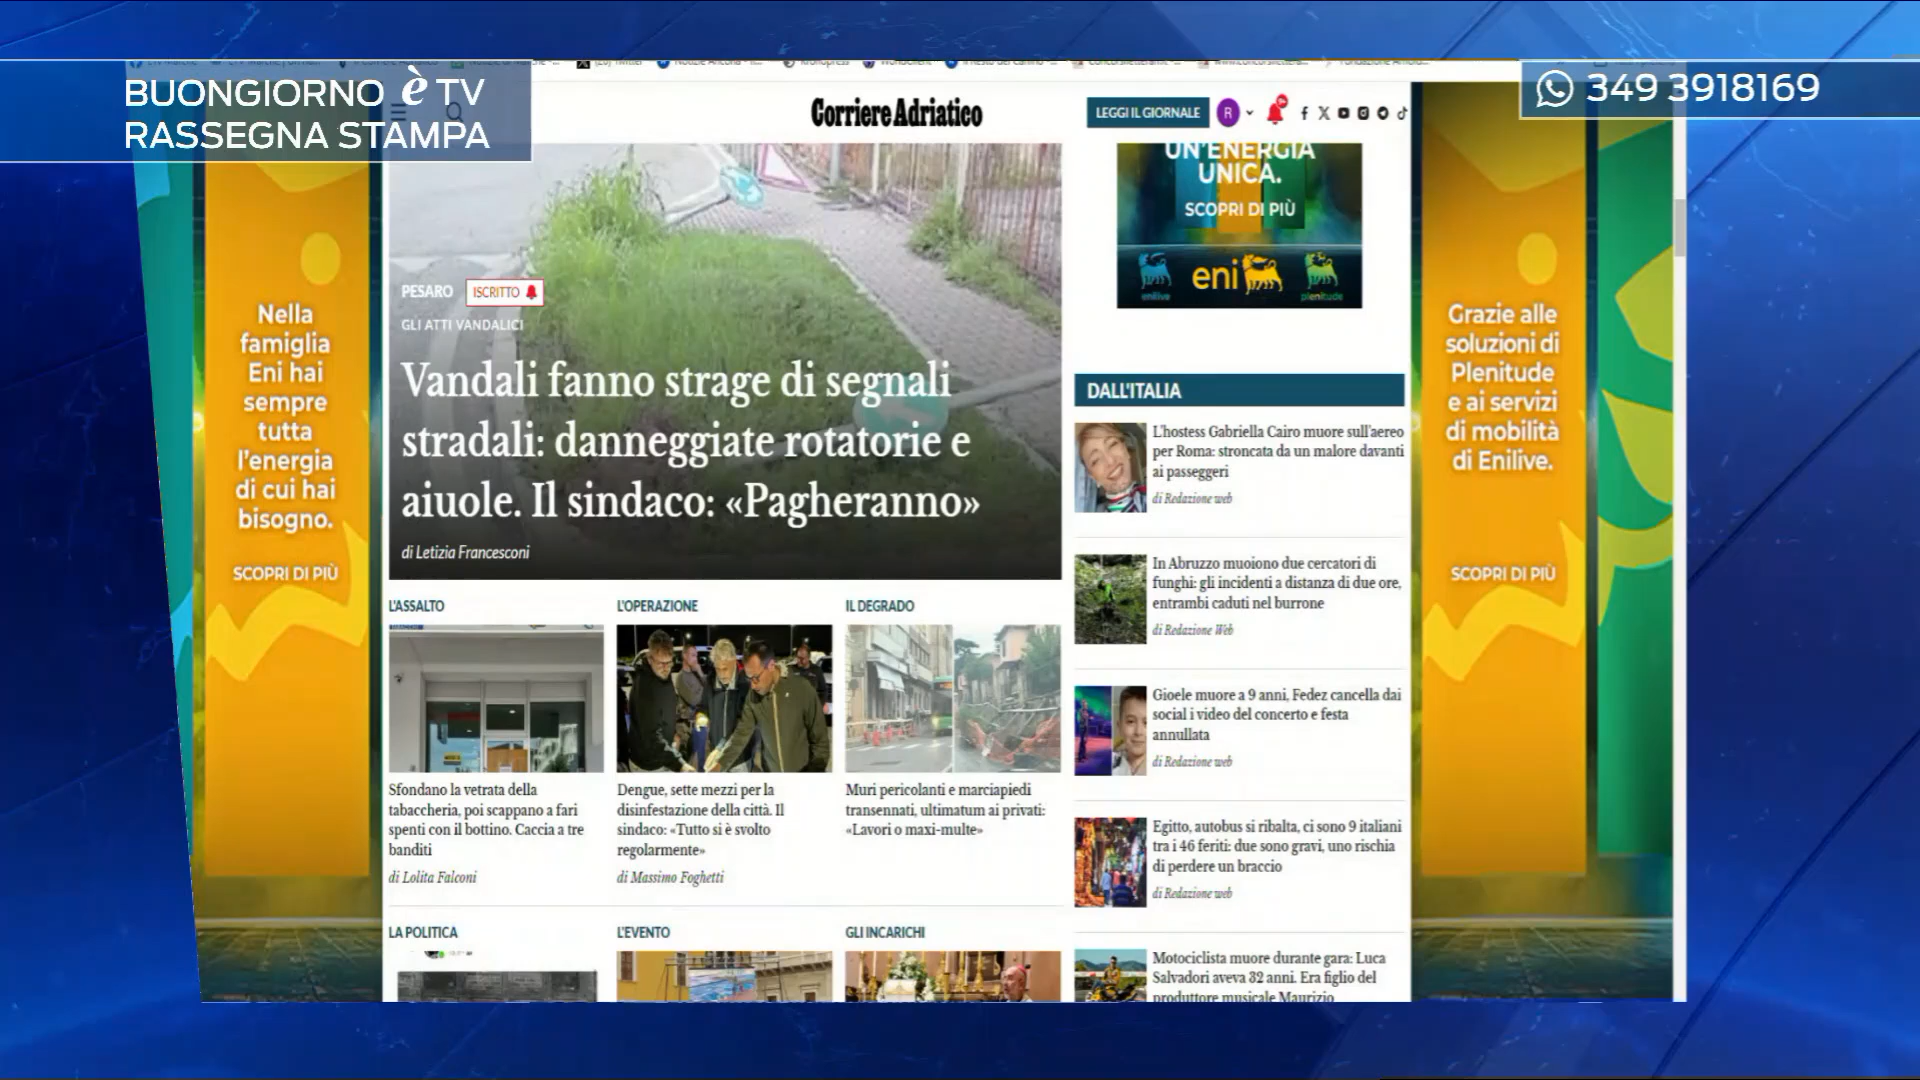 BUONGIORNO è TV
RASSEGNA STAMPA
349 3918169
Corriere Adriatico
LEGGI IL GIORNALE
R
PESARO
ISCRITTO
GLI ATTI VANDALICI
Vandali fanno strage di segnali
stradali: danneggiate rotatorie e
aiuole. Il sindaco: «Pagheranno»
di Letizia Francesconi
Nella
famiglia
Eni hai
sempre
tutta
l'energia
di cui hai
bisogno.
SCOPRI DI PIÙ
L'ASSALTO
Sfondano la vetrata della
tabaccheria, poi scappano a fari
spenti con il bottino. Caccia a tre
banditi
di Lolita Falconi
L'OPERAZIONE
Dengue, sette mezzi per la
disinfestazione della città. Il
sindaco: «Tutto si è svolto
regolarmente»
di Massimo Foghetti
IL DEGRADO
Muri pericolanti e marciapiedi
transennati, ultimatum ai privati:
«Lavori o maxi-multe»
LA POLITICA
L'EVENTO
GLI INCARICHI
UN'ENERGIA
UNICA.
SCOPRI DI PIÙ
enilive
eni
plenitude
DALL'ITALIA
L'hostess Gabriella Cairo muore sull'aereo
per Roma: stroncata da un malore davanti
ai passeggeri
di Redazione web
In Abruzzo muoiono due cercatori di
funghi: gli incidenti a distanza di due ore,
entrambi caduti nel burrone
di Redazione Web
Gioele muore a 9 anni, Fedez cancella dai
social i video del concerto e festa
annullata
di Redazione web
Egitto, autobus si ribalta, ci sono 9 italiani
tra i 46 feriti: due sono gravi, uno rischia
di perdere un braccio
di Redazione web
Motociclista muore durante gara: Luca
Salvadori aveva 32 anni. Era figlio del
produttore musicale Maurizio
Grazie alle
soluzioni di
Plenitude
e ai servizi
di mobilità
di Enilive.
SCOPRI DI PIÙ